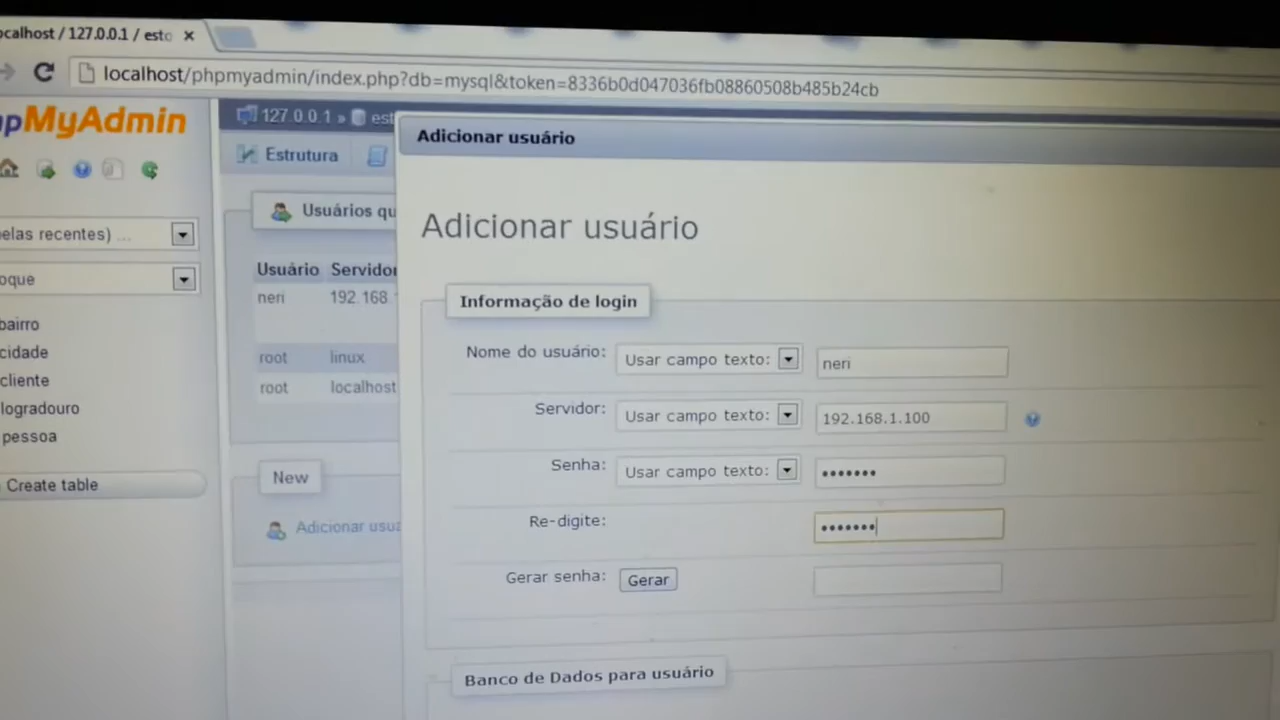 ocalhost / 127.0.0.1 / esto
localhost/phpmyadmin/index.php?db=mysql&token=8336b0d047036fb08860508b485b24cb
pMyAdmin
127.0.0.1 » est
Adicionar usuário
Estrutura
Usuários qu
Adicionar usuário
elas recentes) ...
Usuário Servidor
Informação de login
oque
neri 192.168.
bairro
Nome do usuário: Usar campo texto: neri
cidade
root linux
cliente
root localhost
logradouro
Servidor: Usar campo texto: 192.168.1.100
pessoa
Senha: Usar campo texto: •••••••
New
Create table
Re-digite: •••••••
Adicionar usuá
Gerar senha: Gerar
Banco de Dados para usuário